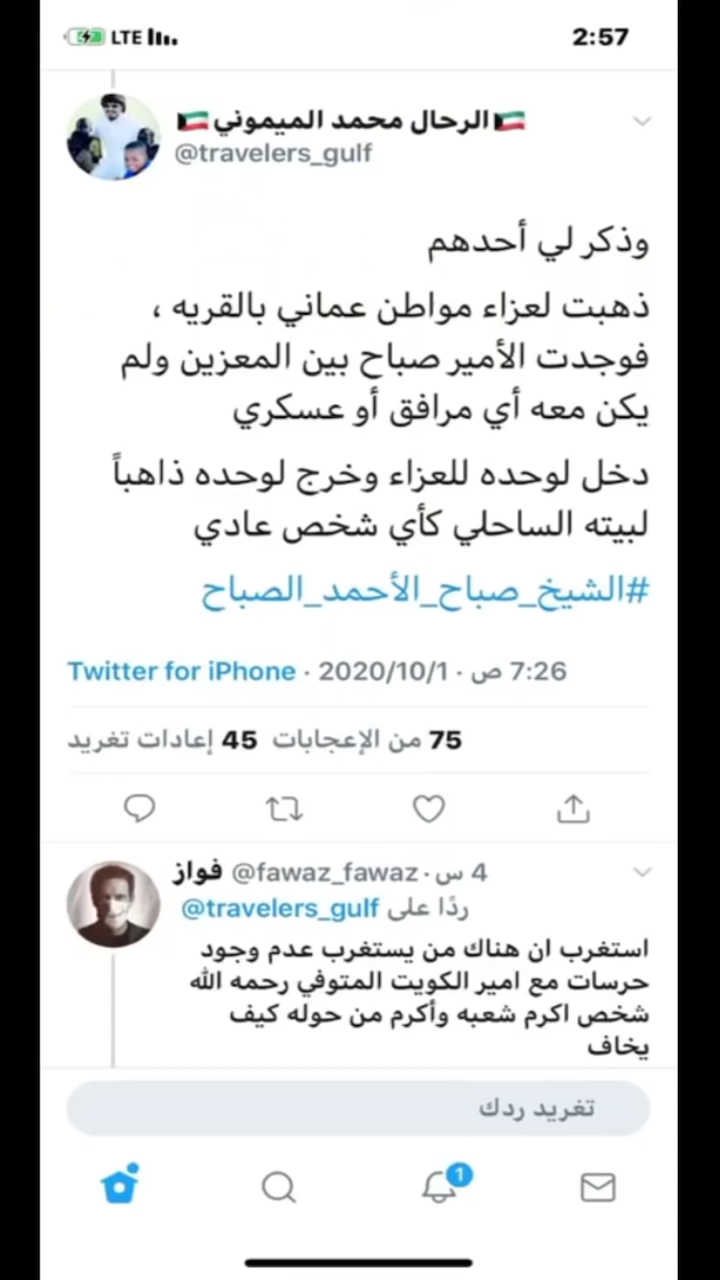 LTE 2:57
الرحال محمد الميموني
@travelers_gulf
وذكر لي أحدهم
ذهبت لعزاء مواطن عماني بالقريه ،
فوجدت الأمير صباح بين المعزين ولم
يكن معه أي مرافق أو عسكري
دخل لوحده للعزاء وخرج لوحده ذاهباً
لبيته الساحلي كأي شخص عادي
#الشيخ_صباح_الأحمد_الصباح
7:26 ص · 2020/10/1 · Twitter for iPhone
75 من الإعجابات 45 إعادات تغريد
فواز @fawaz_fawaz · 4 س
ردًا على @travelers_gulf
استغرب ان هناك من يستغرب عدم وجود
حرسات مع امير الكويت المتوفي رحمه الله
شخص اكرم شعبه وأكرم من حوله كيف
يخاف
تغريد ردك
1